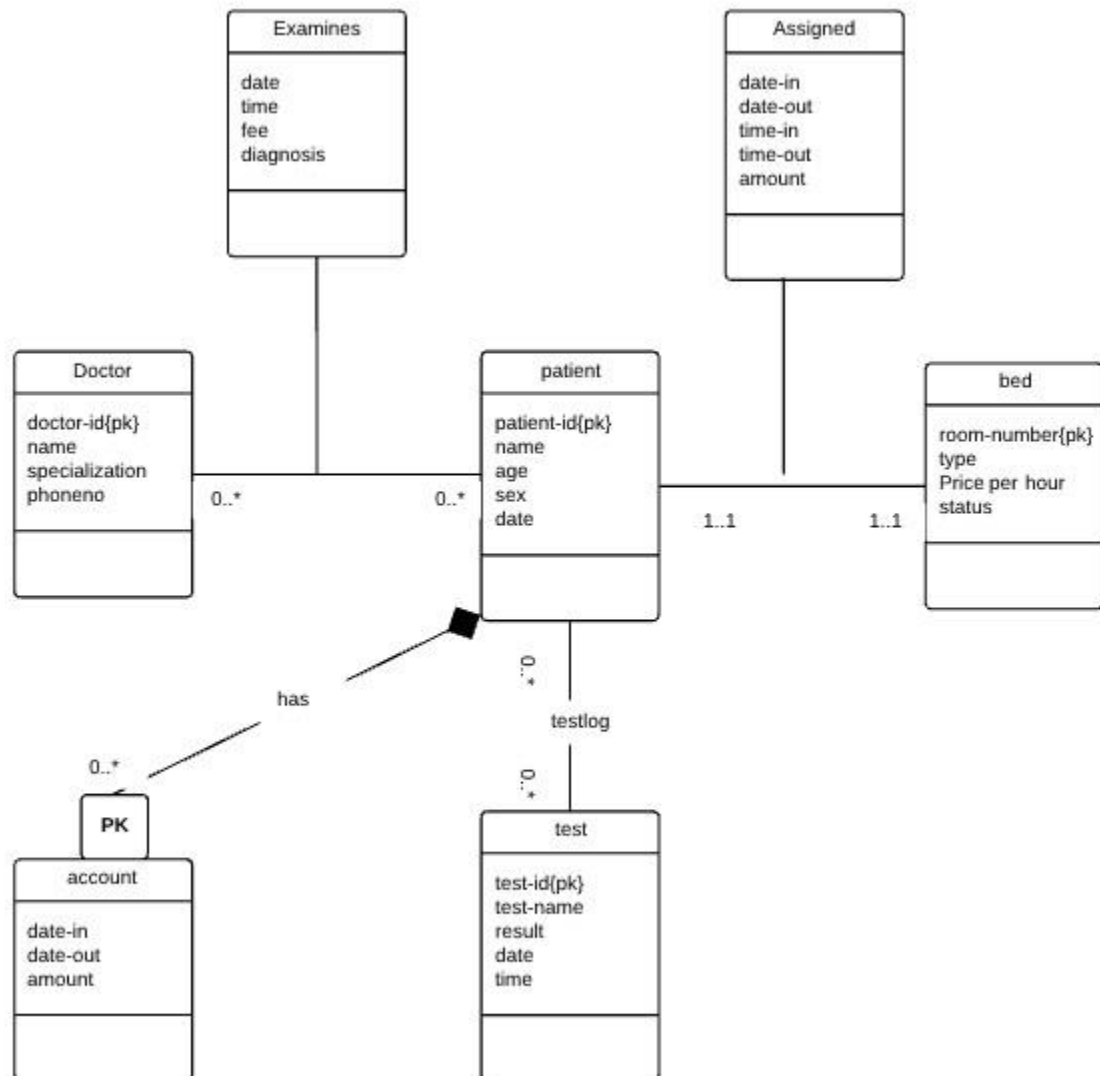 Examines
date
time
fee
diagnosis
Assigned
date-in
date-out
time-in
time-out
amount
Doctor
doctor-id{pk}
name
specialization
phoneno
0..*
0..*
patient
patient-id{pk}
name
age
sex
date
1..1
1..1
bed
room-number{pk}
type
Price per hour
status
has
0..*
PK
account
date-in
date-out
amount
0..*
testlog
0..*
test
test-id{pk}
test-name
result
date
time